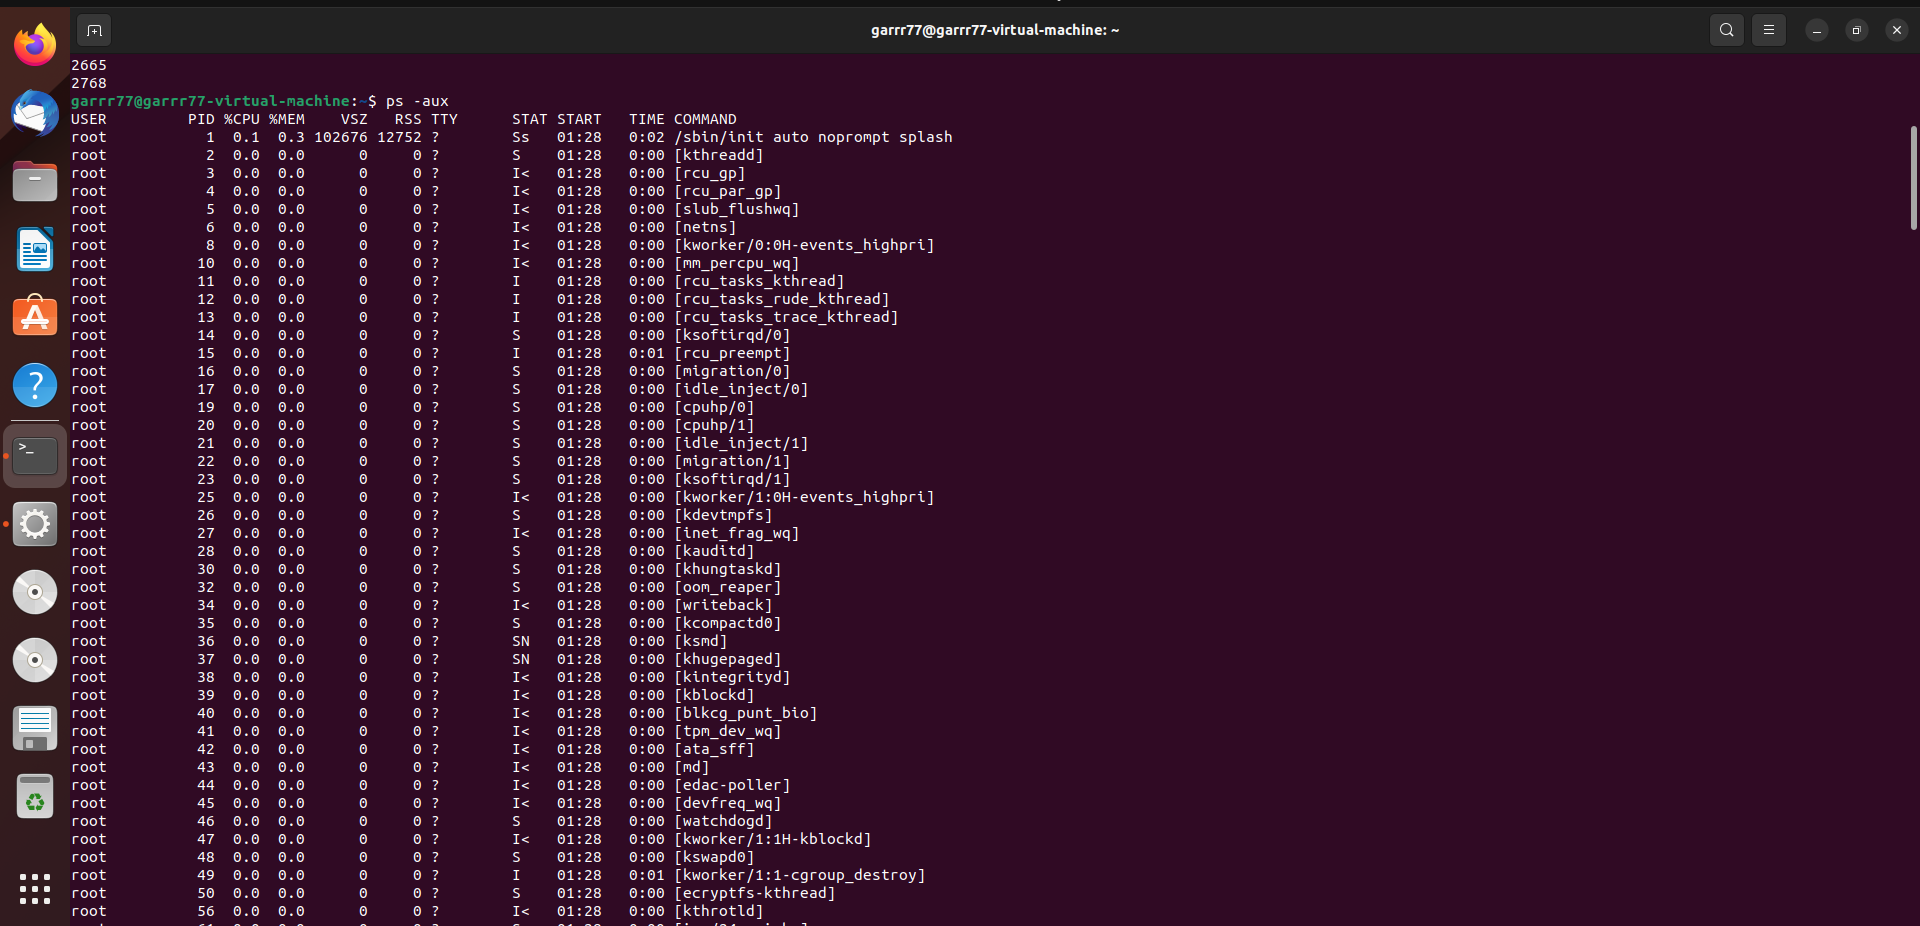 garrr77@garrr77-virtual-machine: ~
2665
2768
garrr77@garrr77-virtual-machine:~$ ps -aux
USER         PID %CPU %MEM    VSZ   RSS TTY      STAT START   TIME COMMAND
root           1  0.1  0.3 102676 12752 ?        Ss   01:28   0:02 /sbin/init auto noprompt splash
root           2  0.0  0.0      0     0 ?        S    01:28   0:00 [kthreadd]
root           3  0.0  0.0      0     0 ?        I<   01:28   0:00 [rcu_gp]
root           4  0.0  0.0      0     0 ?        I<   01:28   0:00 [rcu_par_gp]
root           5  0.0  0.0      0     0 ?        I<   01:28   0:00 [slub_flushwq]
root           6  0.0  0.0      0     0 ?        I<   01:28   0:00 [netns]
root           8  0.0  0.0      0     0 ?        I<   01:28   0:00 [kworker/0:0H-events_highpri]
root          10  0.0  0.0      0     0 ?        I<   01:28   0:00 [mm_percpu_wq]
root          11  0.0  0.0      0     0 ?        I    01:28   0:00 [rcu_tasks_kthread]
root          12  0.0  0.0      0     0 ?        I    01:28   0:00 [rcu_tasks_rude_kthread]
root          13  0.0  0.0      0     0 ?        I    01:28   0:00 [rcu_tasks_trace_kthread]
root          14  0.0  0.0      0     0 ?        S    01:28   0:00 [ksoftirqd/0]
root          15  0.0  0.0      0     0 ?        I    01:28   0:01 [rcu_preempt]
root          16  0.0  0.0      0     0 ?        S    01:28   0:00 [migration/0]
root          17  0.0  0.0      0     0 ?        S    01:28   0:00 [idle_inject/0]
root          19  0.0  0.0      0     0 ?        S    01:28   0:00 [cpuhp/0]
root          20  0.0  0.0      0     0 ?        S    01:28   0:00 [cpuhp/1]
root          21  0.0  0.0      0     0 ?        S    01:28   0:00 [idle_inject/1]
root          22  0.0  0.0      0     0 ?        S    01:28   0:00 [migration/1]
root          23  0.0  0.0      0     0 ?        S    01:28   0:00 [ksoftirqd/1]
root          25  0.0  0.0      0     0 ?        I<   01:28   0:00 [kworker/1:0H-events_highpri]
root          26  0.0  0.0      0     0 ?        S    01:28   0:00 [kdevtmpfs]
root          27  0.0  0.0      0     0 ?        I<   01:28   0:00 [inet_frag_wq]
root          28  0.0  0.0      0     0 ?        S    01:28   0:00 [kauditd]
root          30  0.0  0.0      0     0 ?        S    01:28   0:00 [khungtaskd]
root          32  0.0  0.0      0     0 ?        S    01:28   0:00 [oom_reaper]
root          34  0.0  0.0      0     0 ?        I<   01:28   0:00 [writeback]
root          35  0.0  0.0      0     0 ?        S    01:28   0:00 [kcompactd0]
root          36  0.0  0.0      0     0 ?        SN   01:28   0:00 [ksmd]
root          37  0.0  0.0      0     0 ?        SN   01:28   0:00 [khugepaged]
root          38  0.0  0.0      0     0 ?        I<   01:28   0:00 [kintegrityd]
root          39  0.0  0.0      0     0 ?        I<   01:28   0:00 [kblockd]
root          40  0.0  0.0      0     0 ?        I<   01:28   0:00 [blkcg_punt_bio]
root          41  0.0  0.0      0     0 ?        I<   01:28   0:00 [tpm_dev_wq]
root          42  0.0  0.0      0     0 ?        I<   01:28   0:00 [ata_sff]
root          43  0.0  0.0      0     0 ?        I<   01:28   0:00 [md]
root          44  0.0  0.0      0     0 ?        I<   01:28   0:00 [edac-poller]
root          45  0.0  0.0      0     0 ?        I<   01:28   0:00 [devfreq_wq]
root          46  0.0  0.0      0     0 ?        S    01:28   0:00 [watchdogd]
root          47  0.0  0.0      0     0 ?        I<   01:28   0:00 [kworker/1:1H-kblockd]
root          48  0.0  0.0      0     0 ?        S    01:28   0:00 [kswapd0]
root          49  0.0  0.0      0     0 ?        I    01:28   0:01 [kworker/1:1-cgroup_destroy]
root          50  0.0  0.0      0     0 ?        S    01:28   0:00 [ecryptfs-kthread]
root          56  0.0  0.0      0     0 ?        I<   01:28   0:00 [kthrotld]